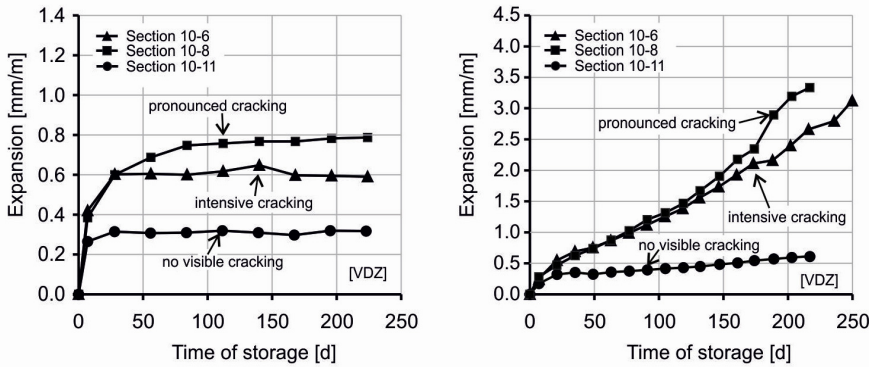 1.4
1.2
1.0
0.8
0.6
0.4
0.2
0.0
Expansion [mm/m]
Section 10-6
Section 10-8
Section 10-11
pronounced cracking
intensive cracking
no visible cracking
[VDZ]
0 50 100 150 200 250
Time of storage [d]
4.5
4.0
3.5
3.0
2.5
2.0
1.5
1.0
0.5
0.0
Expansion [mm/m]
Section 10-6
Section 10-8
Section 10-11
pronounced cracking
intensive cracking
no visible cracking
[VDZ]
0 50 100 150 200 250
Time of storage [d]